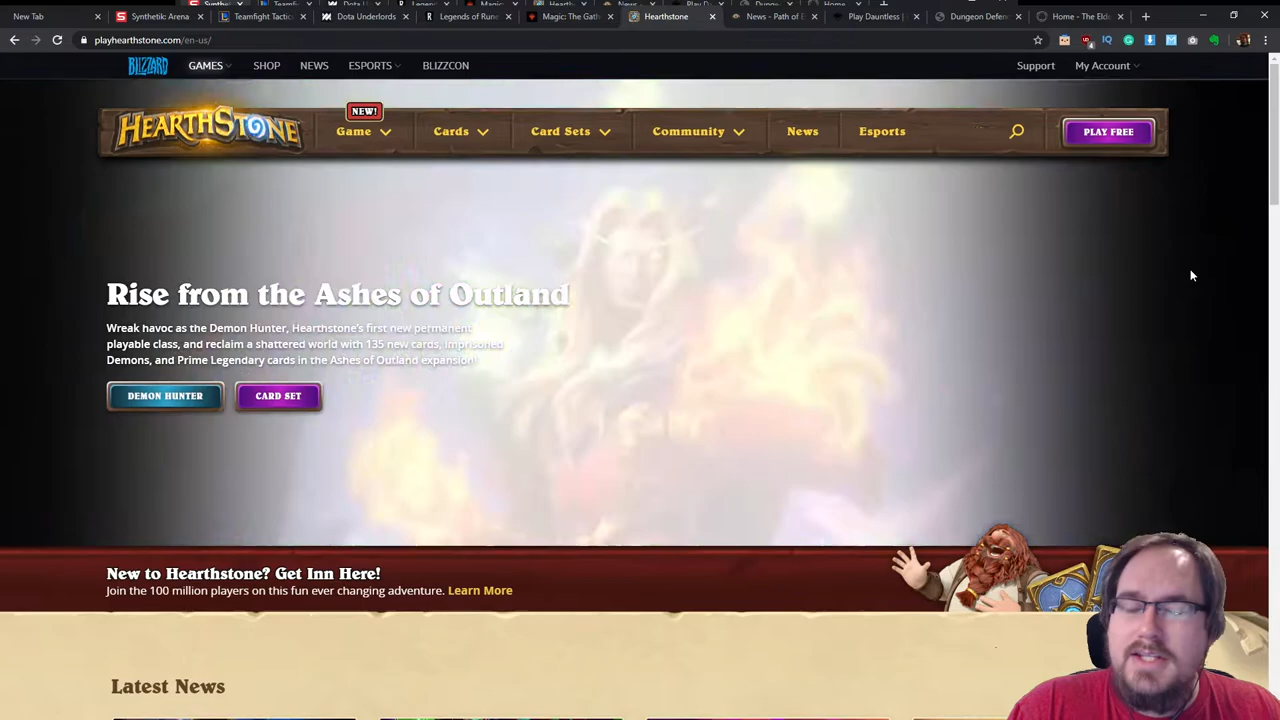 New Tab
Synthetik: Arena
Teamfight Tactic
Dota Underlords
Legends of Rune
Magic: The Gath
Hearthstone
News - Path of E
Play Dauntless |
Dungeon Defen
Home - The Elde
playhearthstone.com/en-us/
BLIZZARD
GAMES
SHOP
NEWS
ESPORTS
BLIZZCON
Support
My Account
HEARTHSTONE
NEW!
Game
Cards
Card Sets
Community
News
Esports
PLAY FREE
Rise from the Ashes of Outland
Wreak havoc as the Demon Hunter, Hearthstone's first new permanent
playable class, and reclaim a shattered world with 135 new cards, imprisoned
Demons, and Prime Legendary cards in the Ashes of Outland expansion!
DEMON HUNTER
CARD SET
New to Hearthstone? Get Inn Here!
Join the 100 million players on this fun ever changing adventure. Learn More
Latest News